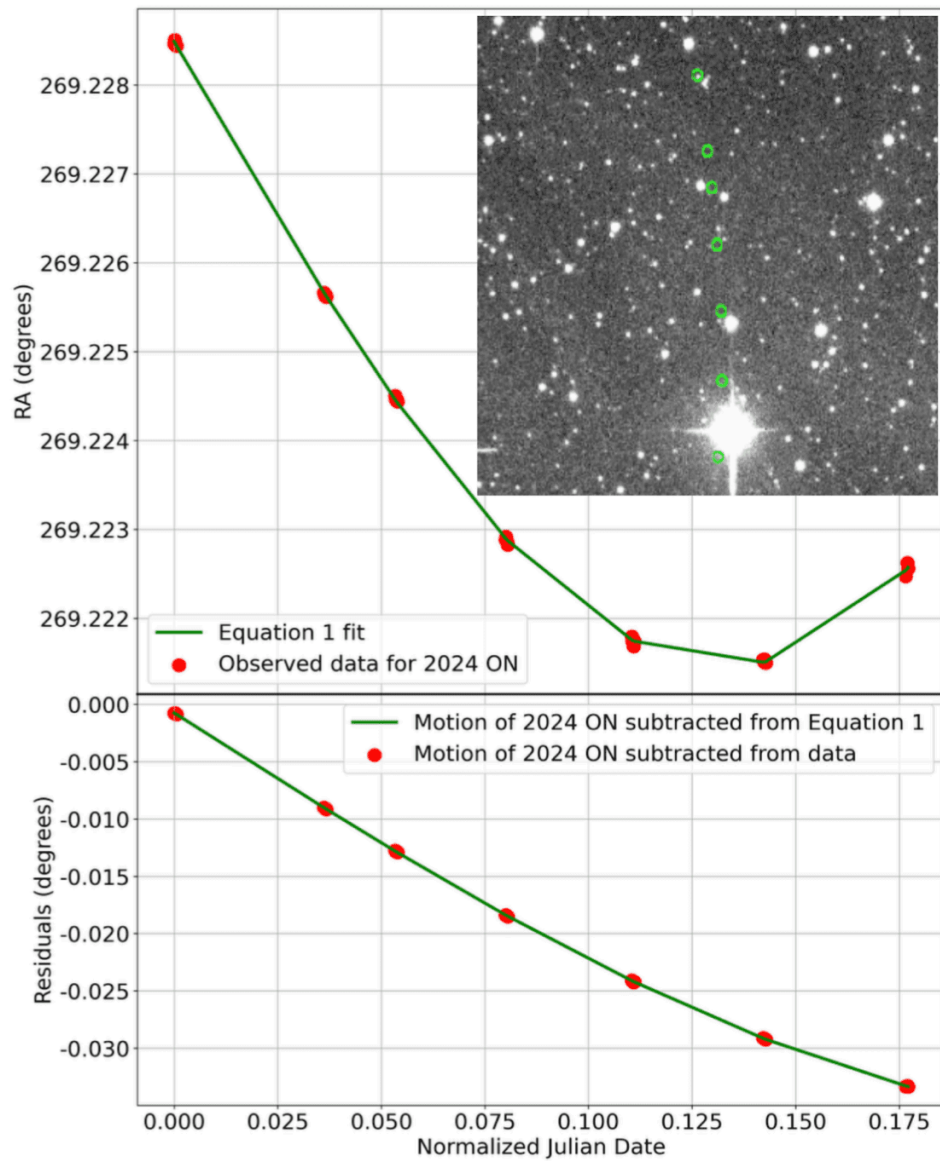 269.228
269.227
269.226
269.225
269.224
269.223
269.222
RA (degrees)
Equation 1 fit
Observed data for 2024 ON
0.000
-0.005
-0.010
-0.015
-0.020
-0.025
-0.030
Residuals (degrees)
Motion of 2024 ON subtracted from Equation 1
Motion of 2024 ON subtracted from data
0.000 0.025 0.050 0.075 0.100 0.125 0.150 0.175
Normalized Julian Date